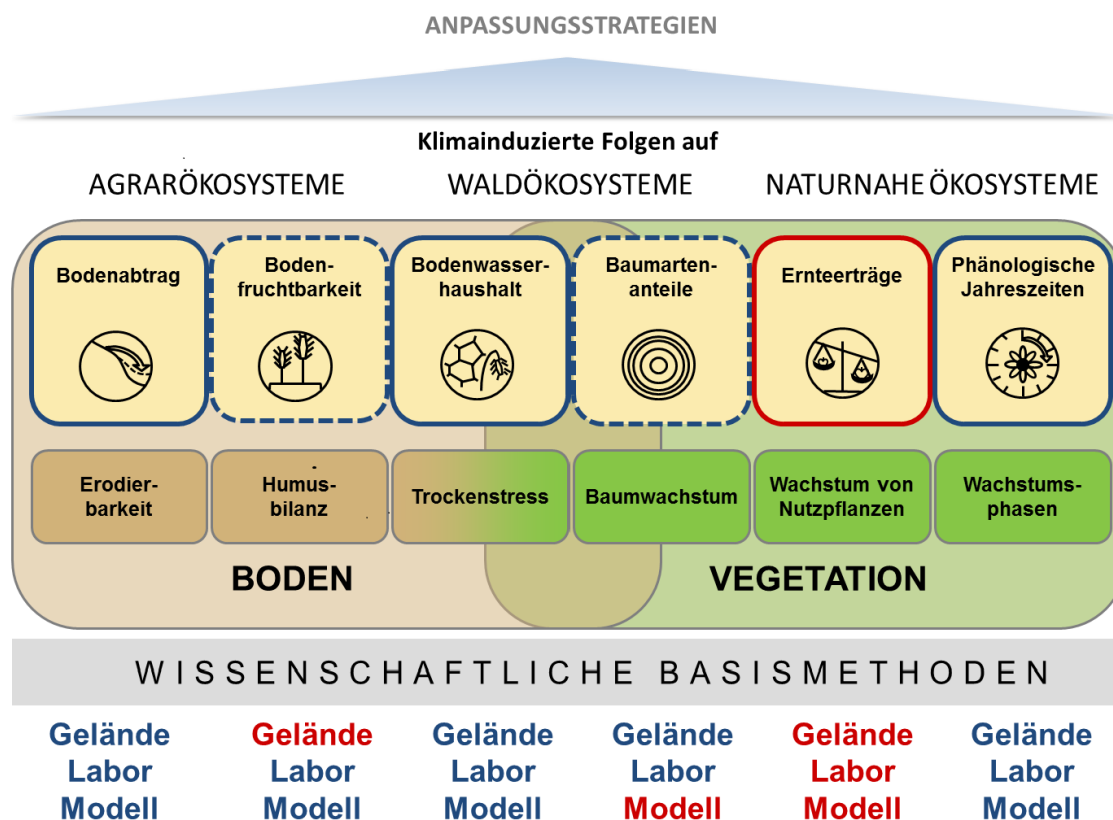 ANPASSUNGSSTRATEGIEN
Klimainduzierte Folgen auf
AGRARÖKOSYSTEME
WALDÖKOSYSTEME
NATURNAHE ÖKOSYSTEME
Bodenabtrag
Boden-
fruchtbarkeit
Bodenwasser-
haushalt
Baumarten-
anteile
Ernteerträge
Phänologische
Jahreszeiten
Erodier-
barkeit
Humus-
bilanz
Trockenstress
Baumwachstum
Wachstum von
Nutzpflanzen
Wachstums-
phasen
BODEN
VEGETATION
WISSENSCHAFTLICHE BASISMETHODEN
Gelände
Labor
Modell
Gelände
Labor
Modell
Gelände
Labor
Modell
Gelände
Labor
Modell
Gelände
Labor
Modell
Gelände
Labor
Modell